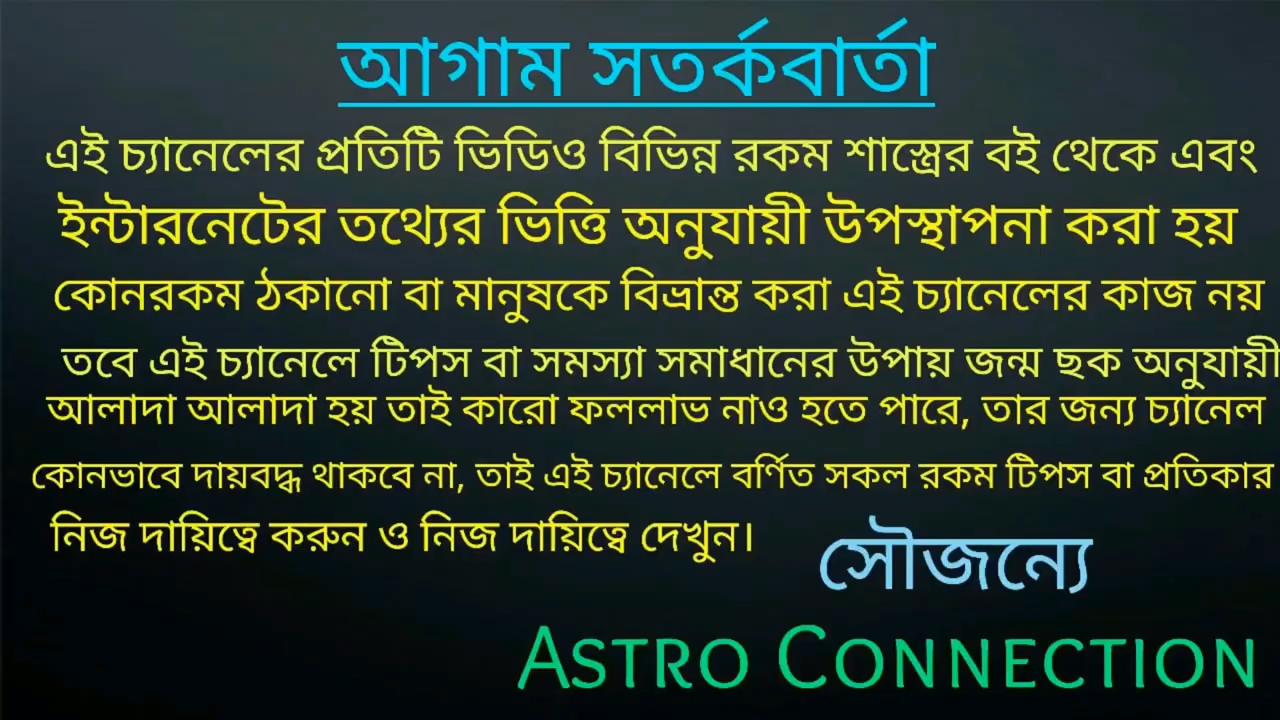 আগাম সতর্কবার্তা
এই চ্যানেলের প্রতিটি ভিডিও বিভিন্ন রকম শাস্ত্রের বই থেকে এবং
ইন্টারনেটের তথ্যের ভিত্তি অনুযায়ী উপস্থাপনা করা হয়
কোনরকম ঠকানো বা মানুষকে বিভ্রান্ত করা এই চ্যানেলের কাজ নয়
তবে এই চ্যানেলে টিপস বা সমস্যা সমাধানের উপায় জন্ম ছক অনুযায়ী
আলাদা আলাদা হয় তাই কারো ফললাভ নাও হতে পারে, তার জন্য চ্যানেল
কোনভাবে দায়বদ্ধ থাকবে না, তাই এই চ্যানেলে বর্ণিত সকল রকম টিপস বা প্রতিকার
নিজ দায়িত্বে করুন ও নিজ দায়িত্বে দেখুন।
সৌজন্যে
ASTRO CONNECTION